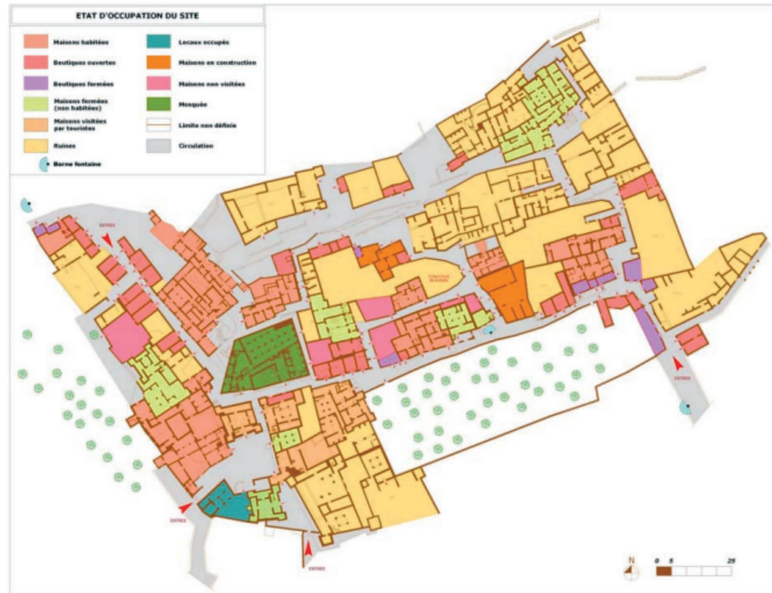 ETAT D'OCCUPATION DU SITE
Maisons habitées
Boutiques ouvertes
Boutiques fermées
Maisons fermées
(non habitées)
Maisons visitées
par touristes
Ruines
Borne fontaine
Locaux occupés
Maisons en construction
Maisons non visitées
Mosquée
Limite non définie
Circulation
ENTREE
ENTREE
ENTREE
ENTREE
N
0 5 25